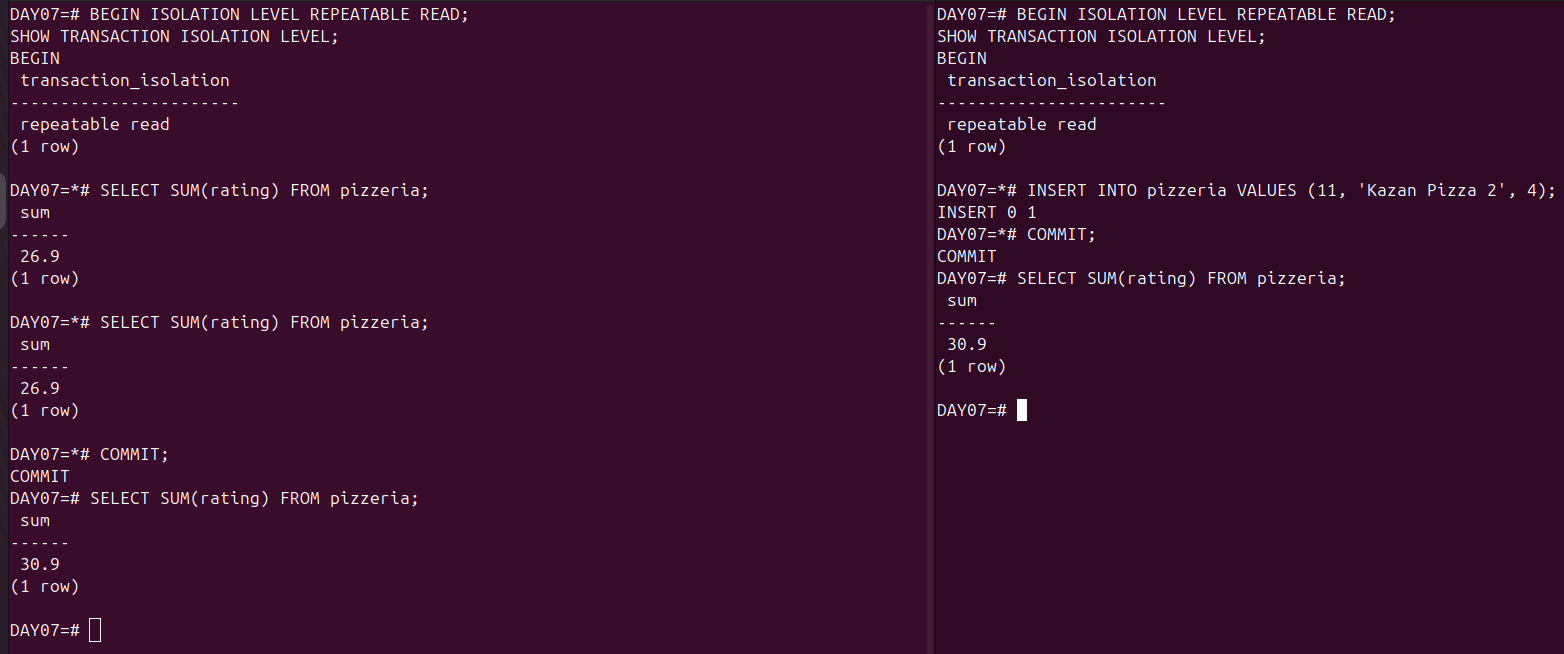 DAY07=# BEGIN ISOLATION LEVEL REPEATABLE READ;
SHOW TRANSACTION ISOLATION LEVEL;
BEGIN
 transaction_isolation
-----------------------
 repeatable read
(1 row)

DAY07=*# SELECT SUM(rating) FROM pizzeria;
 sum
------
 26.9
(1 row)

DAY07=*# SELECT SUM(rating) FROM pizzeria;
 sum
------
 26.9
(1 row)

DAY07=*# COMMIT;
COMMIT
DAY07=# SELECT SUM(rating) FROM pizzeria;
 sum
------
 30.9
(1 row)

DAY07=#
DAY07=# BEGIN ISOLATION LEVEL REPEATABLE READ;
SHOW TRANSACTION ISOLATION LEVEL;
BEGIN
 transaction_isolation
-----------------------
 repeatable read
(1 row)

DAY07=*# INSERT INTO pizzeria VALUES (11, 'Kazan Pizza 2', 4);
INSERT 0 1
DAY07=*# COMMIT;
COMMIT
DAY07=# SELECT SUM(rating) FROM pizzeria;
 sum
------
 30.9
(1 row)

DAY07=#